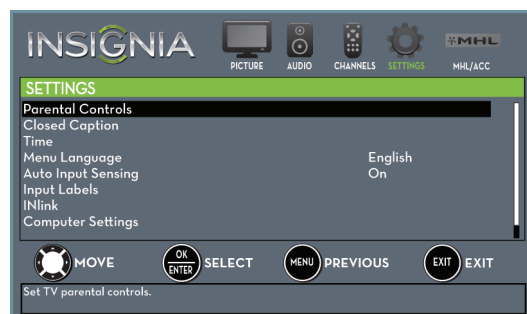 INSIGNIA
PICTURE AUDIO CHANNELS SETTINGS MHL MHL/ACC
SETTINGS
Parental Controls
Closed Caption
Time
Menu Language English
Auto Input Sensing On
Input Labels
INlink
Computer Settings
MOVE OK ENTER SELECT MENU PREVIOUS EXIT EXIT
Set TV parental controls.